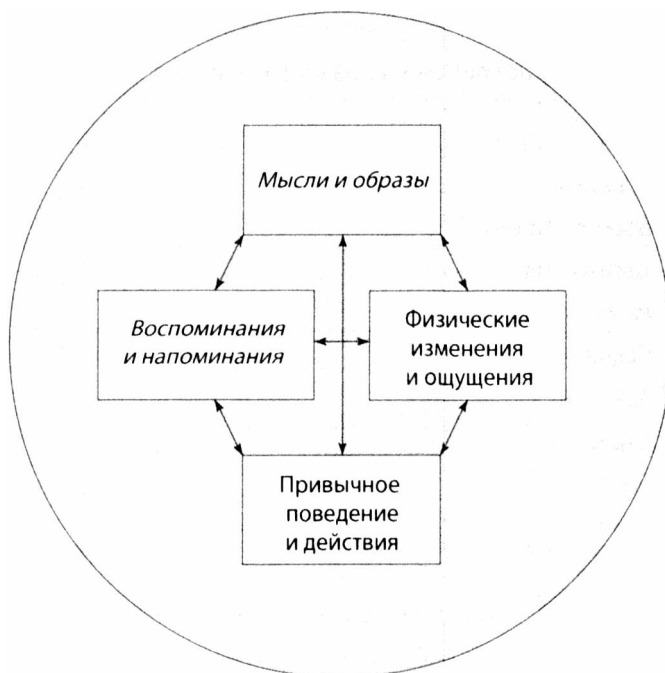 Мысли и образы
Воспоминания
и напоминания
Физические
изменения
и ощущения
Привычное
поведение
и действия